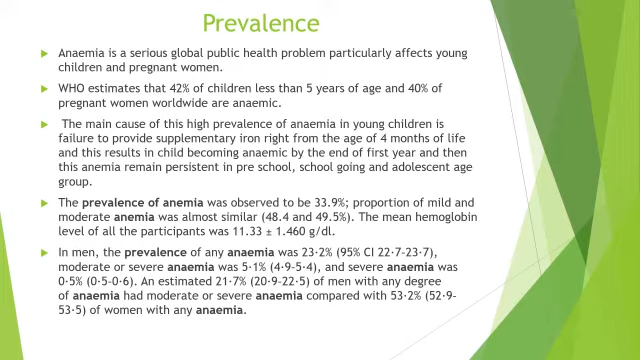 Prevalence
Anaemia is a serious global public health problem particularly affects young
children and pregnant women.
WHO estimates that 42% of children less than 5 years of age and 40% of
pregnant women worldwide are anaemic.
The main cause of this high prevalence of anaemia in young children is
failure to provide supplementary iron right from the age of 4 months of life
and this results in child becoming anaemic by the end of first year and then
this anaemia remain persistent in pre school, school going and adolescent age
group.
The prevalence of anemia was observed to be 33.9%; proportion of mild and
moderate anemia was almost similar (48.4 and 49.5%). The mean hemoglobin
level of all the participants was 11.33 ± 1.460 g/dl.
In men, the prevalence of any anaemia was 23·2% (95% CI 22·7–23·7),
moderate or severe anaemia was 5·1% (4·9–5·4), and severe anaemia was
0·5% (0·5–0·6). An estimated 21·7% (20·9–22·5) of men with any degree
of anaemia had moderate or severe anaemia compared with 53·2% (52·9–
53·5) of women with any anaemia.